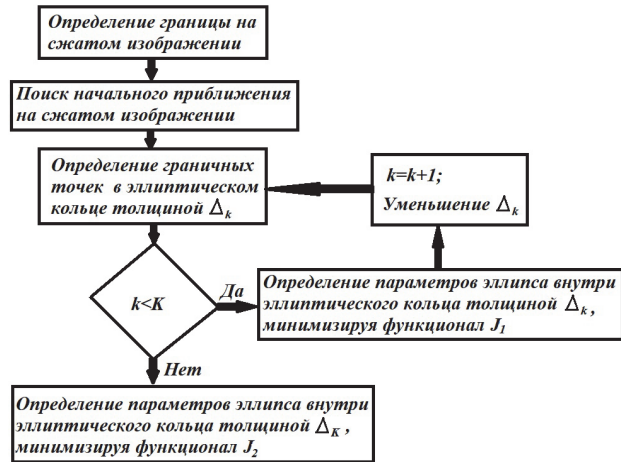 Определение границы на
сжатом изображении
Поиск начального приближения
на сжатом изображении
Определение граничных
точек в эллиптическом
кольце толщиной Δk
k=k+1;
Уменьшение Δk
k<K
Да
Определение параметров эллипса внутри
эллиптического кольца толщиной Δk ,
минимизируя функционал J1
Нет
Определение параметров эллипса внутри
эллиптического кольца толщиной ΔK ,
минимизируя функционал J2